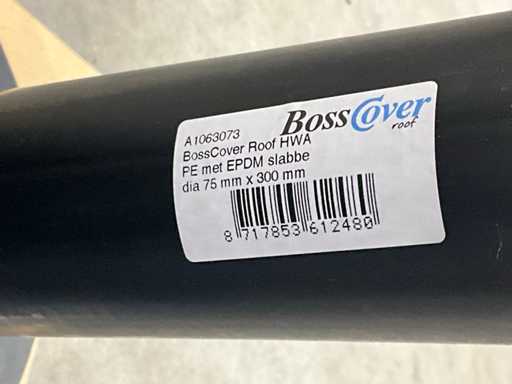 BossCover
roof
A1063073
BossCover Roof HWA
PE met EPDM slabbe
dia 75 mm x 300 mm
8 717853 612480